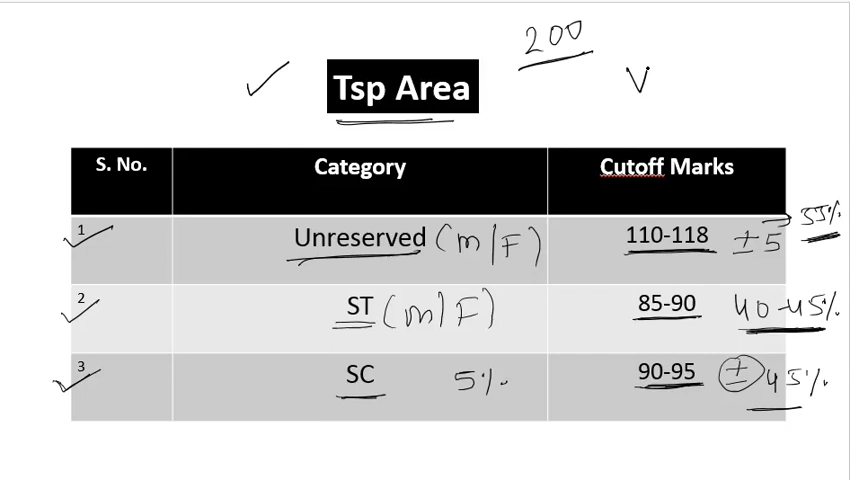 200
Tsp Area
S. No. Category Cutoff Marks
1 Unreserved (m/F) 110-118 ±5 55%
2 ST (m/F) 85-90 40-45%
3 SC 5% 90-95 ± 45%